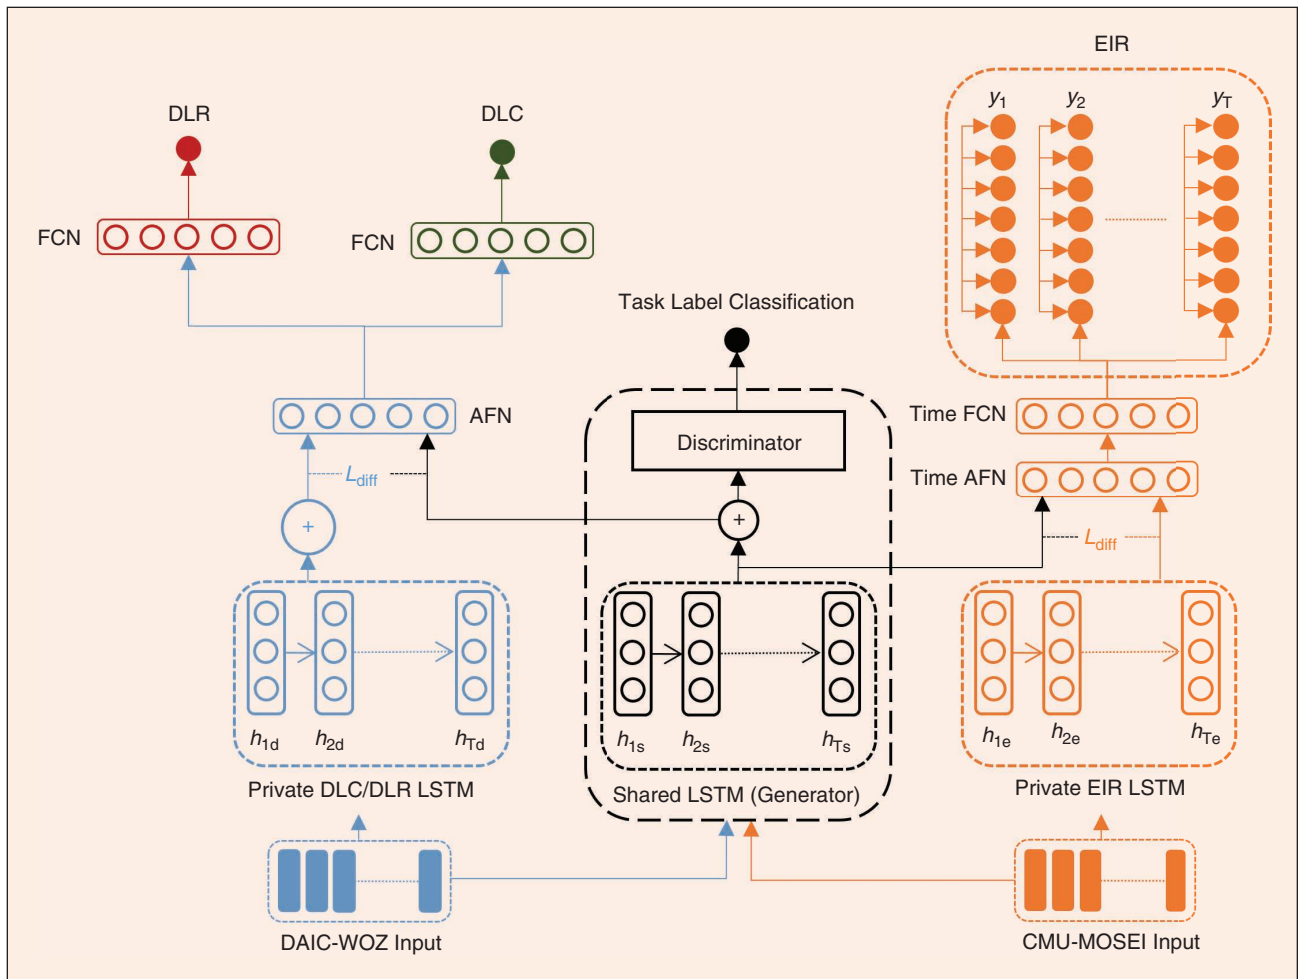 EIR
DLR
DLC
y1 y2 yT
FCN
FCN
Task Label Classification
AFN
Time FCN
Discriminator
Ldiff
Time AFN
+
+
Ldiff
h1d h2d hTd
h1s h2s hTs
h1e h2e hTe
Private DLC/DLR LSTM
Shared LSTM (Generator)
Private EIR LSTM
DAIC-WOZ Input
CMU-MOSEI Input